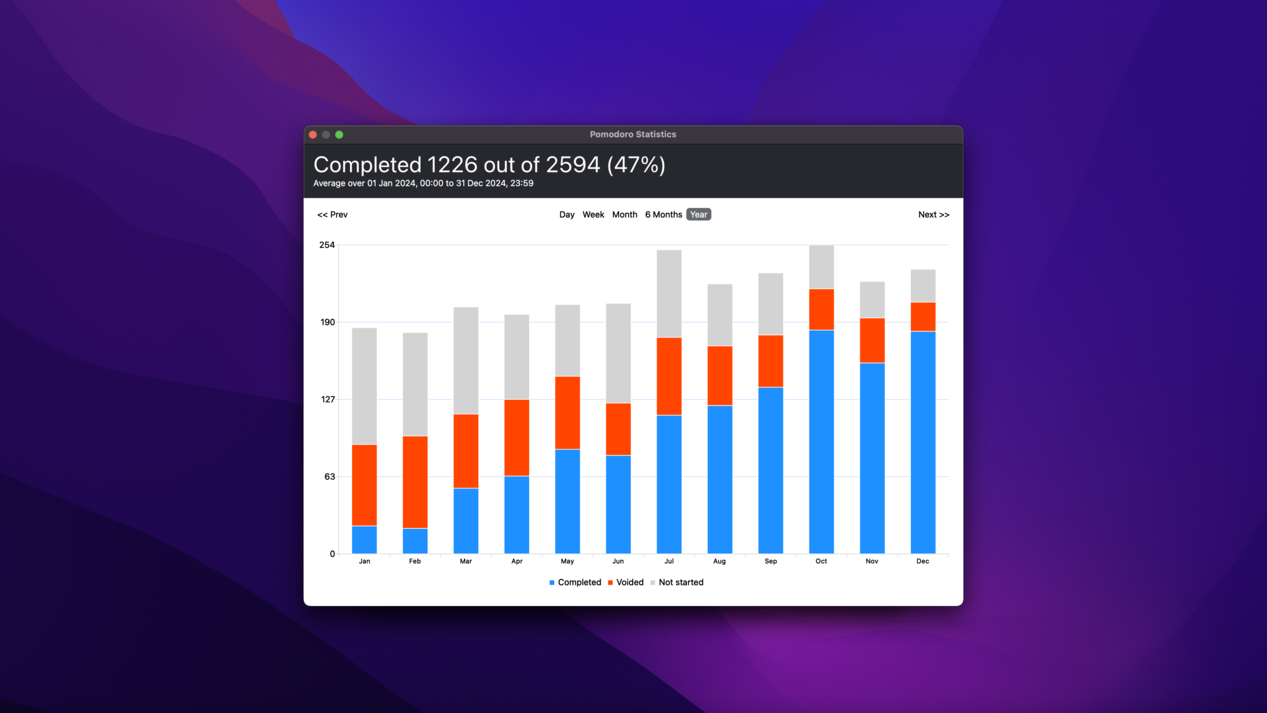 Pomodoro Statistics
Completed 1226 out of 2594 (47%)
Average over 01 Jan 2024, 00:00 to 31 Dec 2024, 23:59
<< Prev Day Week Month 6 Months Year Next >>
254
190
127
63
0
Jan Feb Mar Apr May Jun Jul Aug Sep Oct Nov Dec
Completed Voided Not started